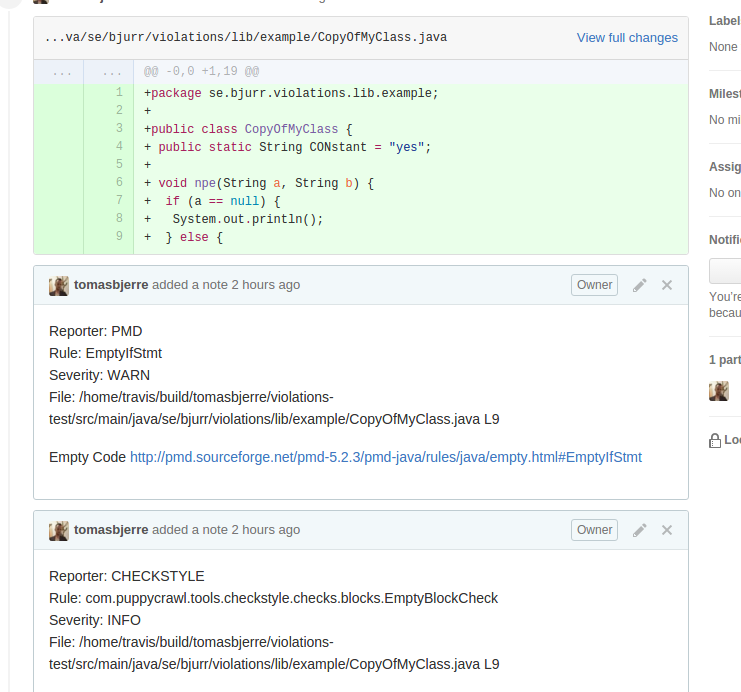 ...va/se/bjurr/violations/lib/example/CopyOfMyClass.java
View full changes
... ... @@ -0,0 +1,19 @@
1 +package se.bjurr.violations.lib.example;
2 +
3 +public class CopyOfMyClass {
4 + public static String CONstant = "yes";
5 +
6 + void npe(String a, String b) {
7 +  if (a == null) {
8 +   System.out.println();
9 +  } else {
tomasbjerre added a note 2 hours ago
Owner
Reporter: PMD
Rule: EmptyIfStmt
Severity: WARN
File: /home/travis/build/tomasbjerre/violations-
test/src/main/java/se/bjurr/violations/lib/example/CopyOfMyClass.java L9
Empty Code http://pmd.sourceforge.net/pmd-5.2.3/pmd-java/rules/java/empty.html#EmptyIfStmt
tomasbjerre added a note 2 hours ago
Owner
Reporter: CHECKSTYLE
Rule: com.puppycrawl.tools.checkstyle.checks.blocks.EmptyBlockCheck
Severity: INFO
File: /home/travis/build/tomasbjerre/violations-
test/src/main/java/se/bjurr/violations/lib/example/CopyOfMyClass.java L9
Label
None
Milest
No mi
Assig
No on
Notifi
You're
becau
1 part
Loc